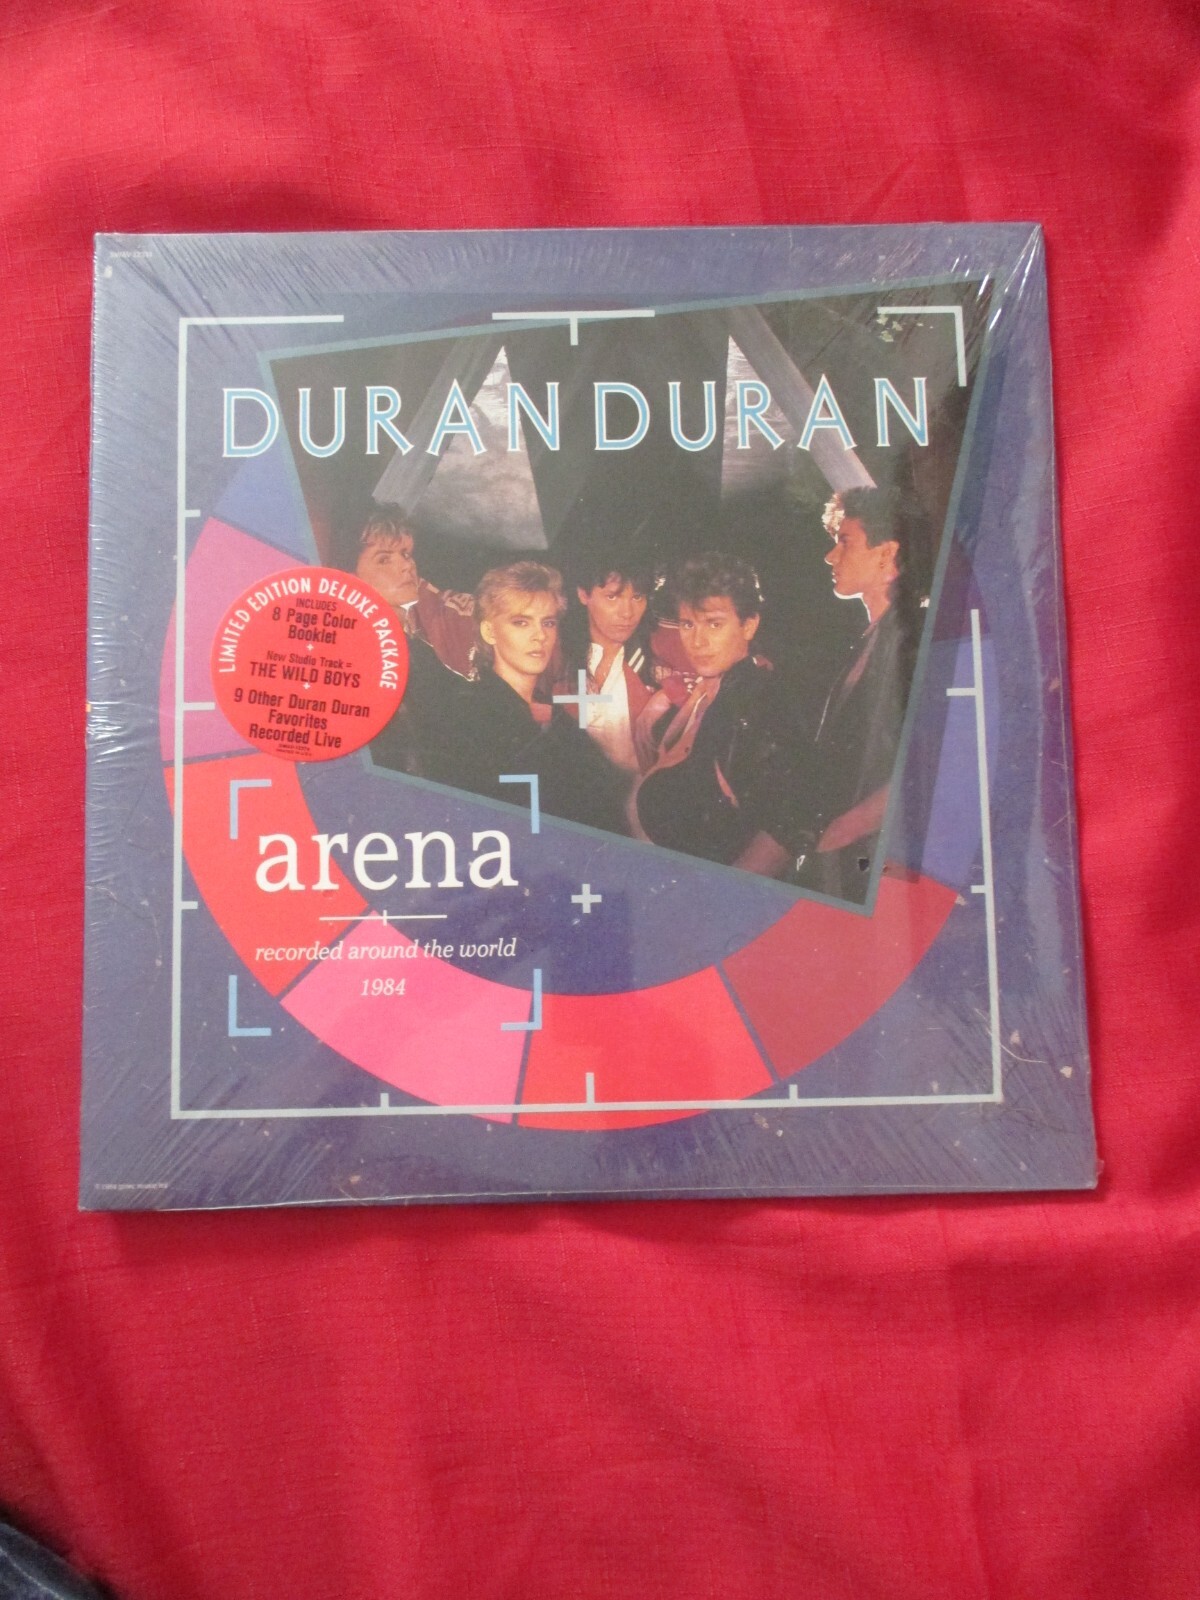 DURAN DURAN
LIMITED EDITION DELUXE PACKAGE
INCLUDES
8 Page Color
Booklet
+
New Studio Track =
THE WILD BOYS
+
9 Other Duran Duran
Favorites
Recorded Live
arena
recorded around the world
1984